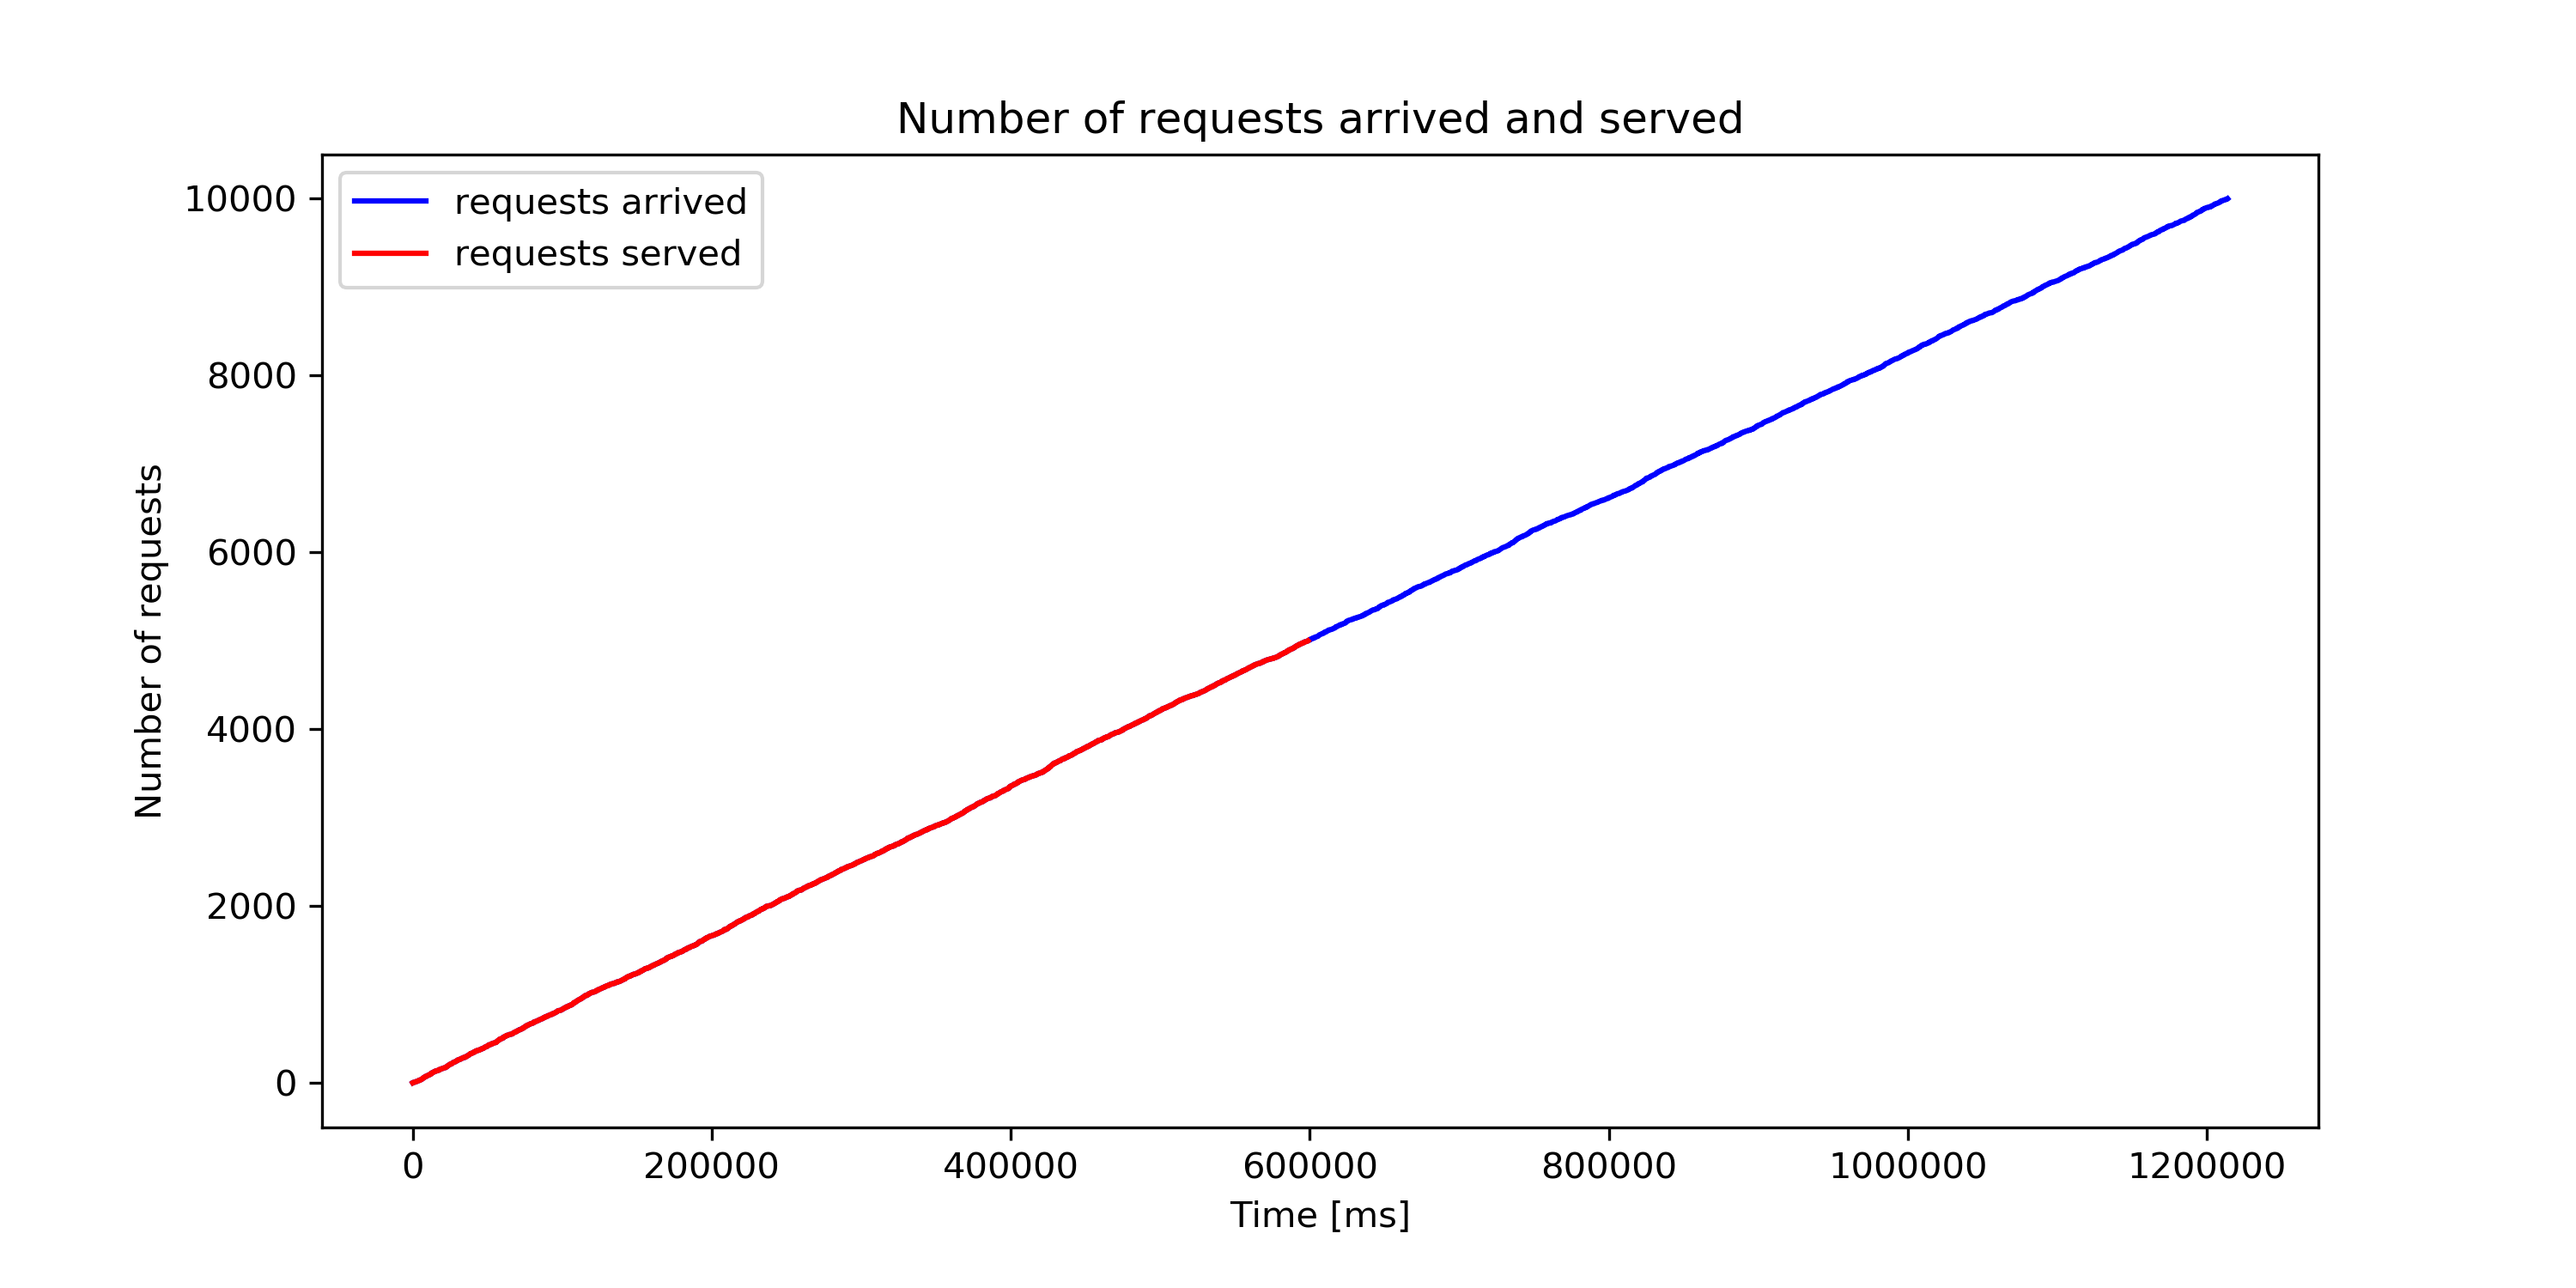 Number of requests arrived and served
requests arrived
requests served
Number of requests
10000
8000
6000
4000
2000
0
0 200000 400000 600000 800000 1000000 1200000
Time [ms]